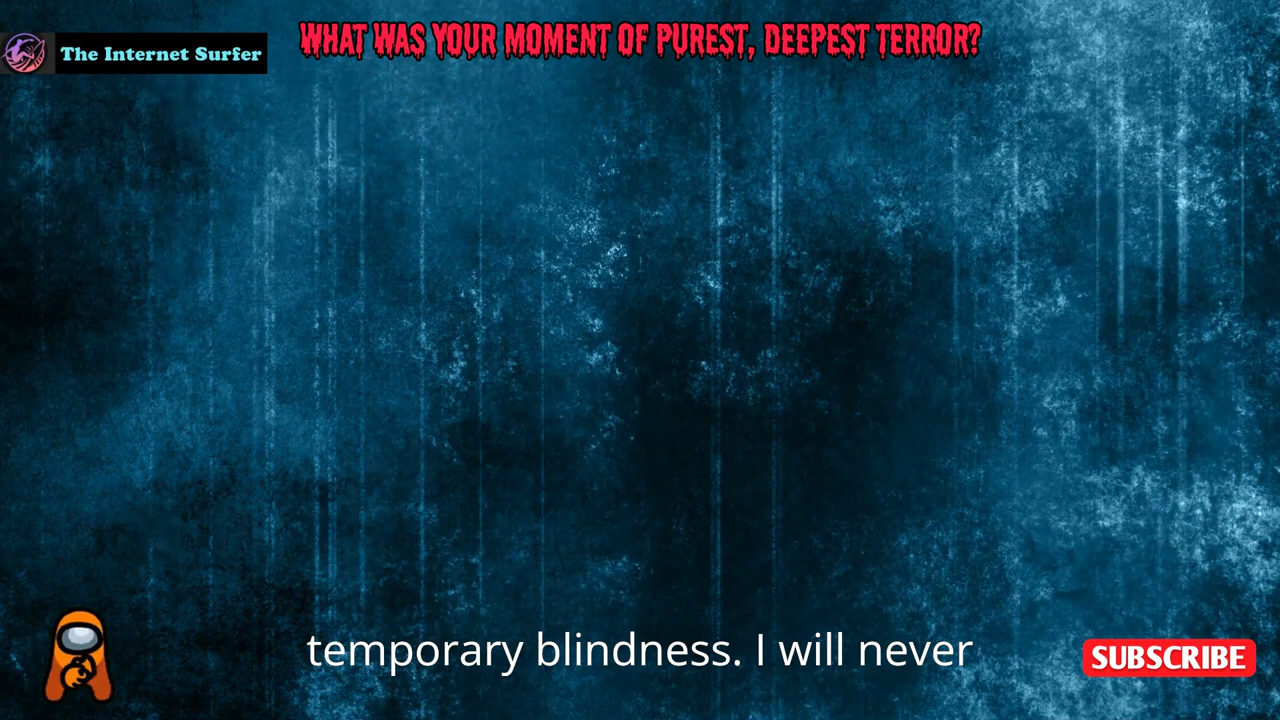 The Internet Surfer
WHAT WAS YOUR MOMENT OF PUREST, DEEPEST TERROR?
temporary blindness. I will never
SUBSCRIBE